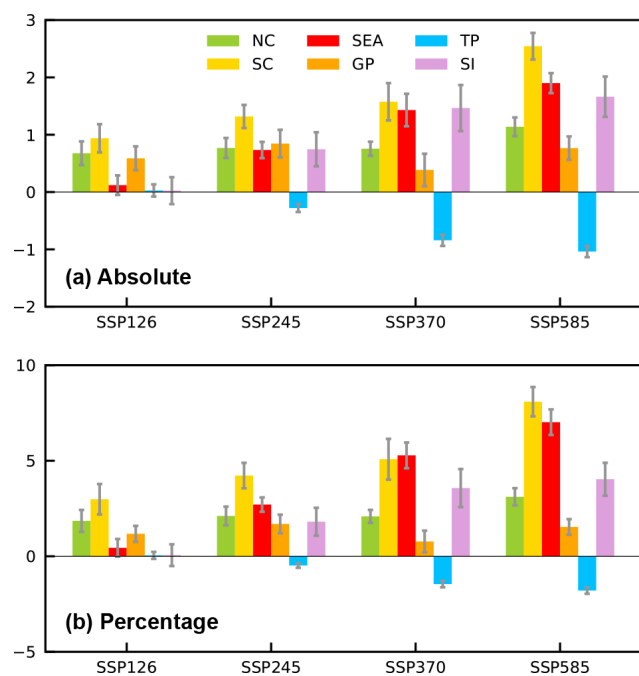 3
NC SEA TP
SC GP SI
2
1
0
−1
(a) Absolute
−2
SSP126 SSP245 SSP370 SSP585
10
5
0
(b) Percentage
−5
SSP126 SSP245 SSP370 SSP585